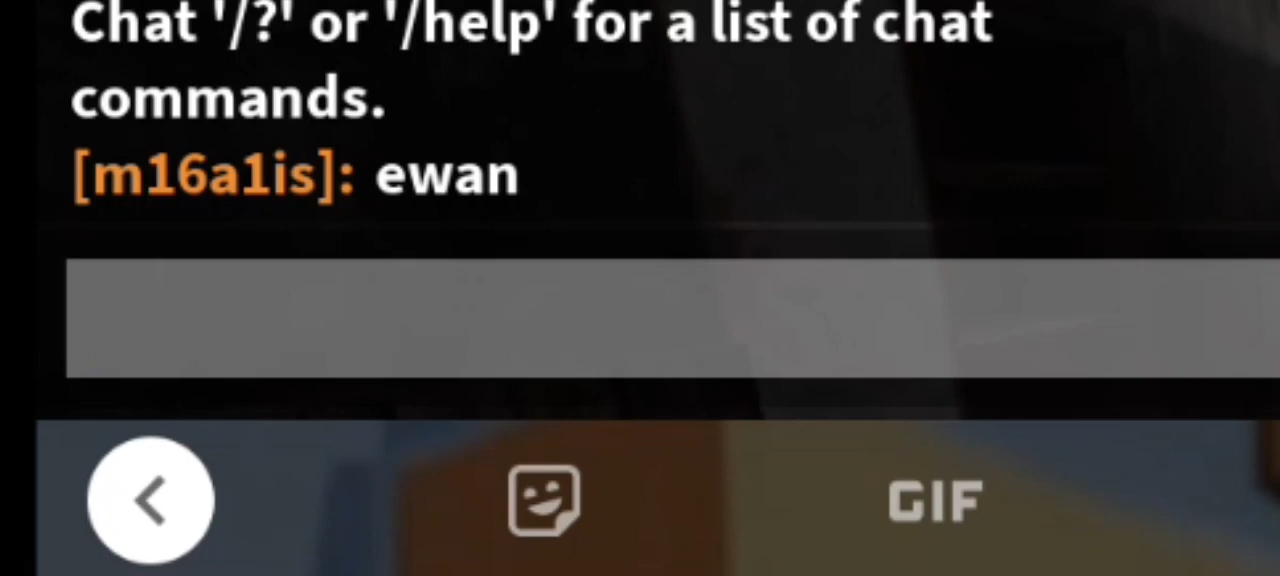 Chat '/?' or '/help' for a list of chat
commands.
[m16a1is]: ewan
GIF